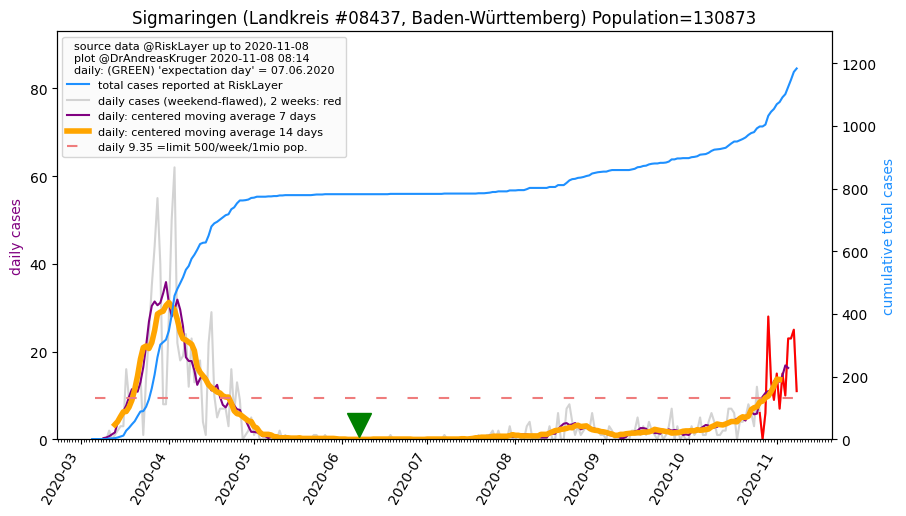 Sigmaringen (Landkreis #08437, Baden-Württemberg) Population=130873
source data @RiskLayer up to 2020-11-08
plot @DrAndreasKruger 2020-11-08 08:14
daily: (GREEN) 'expectation day' = 07.06.2020
total cases reported at RiskLayer
daily cases (weekend-flawed), 2 weeks: red
daily: centered moving average 7 days
daily: centered moving average 14 days
daily 9.35 =limit 500/week/1mio pop.
daily cases
80
60
40
20
0
cumulative total cases
1200
1000
800
600
400
200
0
2020-03
2020-04
2020-05
2020-06
2020-07
2020-08
2020-09
2020-10
2020-11